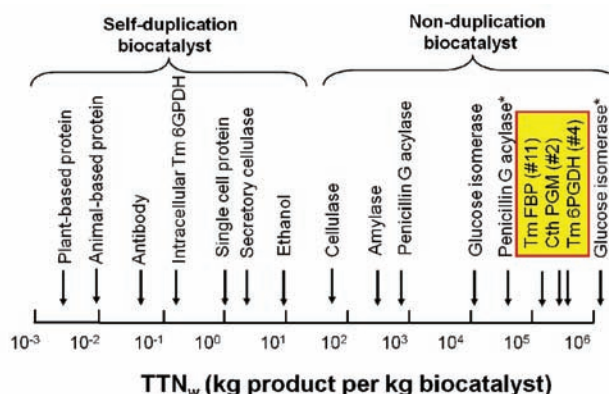 Self-duplication
biocatalyst
Non-duplication
biocatalyst
Plant-based protein
Animal-based protein
Antibody
Intracellular Tm 6GPDH
Single cell protein
Secretory cellulase
Ethanol
Cellulase
Amylase
Penicillin G acylase
Glucose isomerase
Penicillin G acylase*
Tm FBP (#11)
Cth PGM (#2)
Tm 6PGDH (#4)
Glucose isomerase*
10⁻³ 10⁻² 10⁻¹ 10⁰ 10¹ 10² 10³ 10⁴ 10⁵ 10⁶
TTNw (kg product per kg biocatalyst)